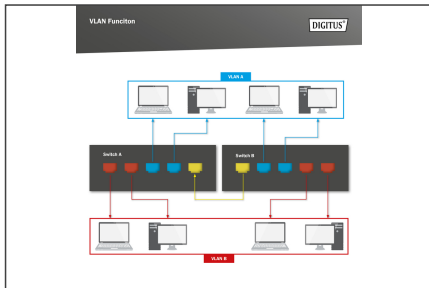 VLAN Funciton
DIGITUS®
VLAN A
Switch A
Switch B
VLAN B